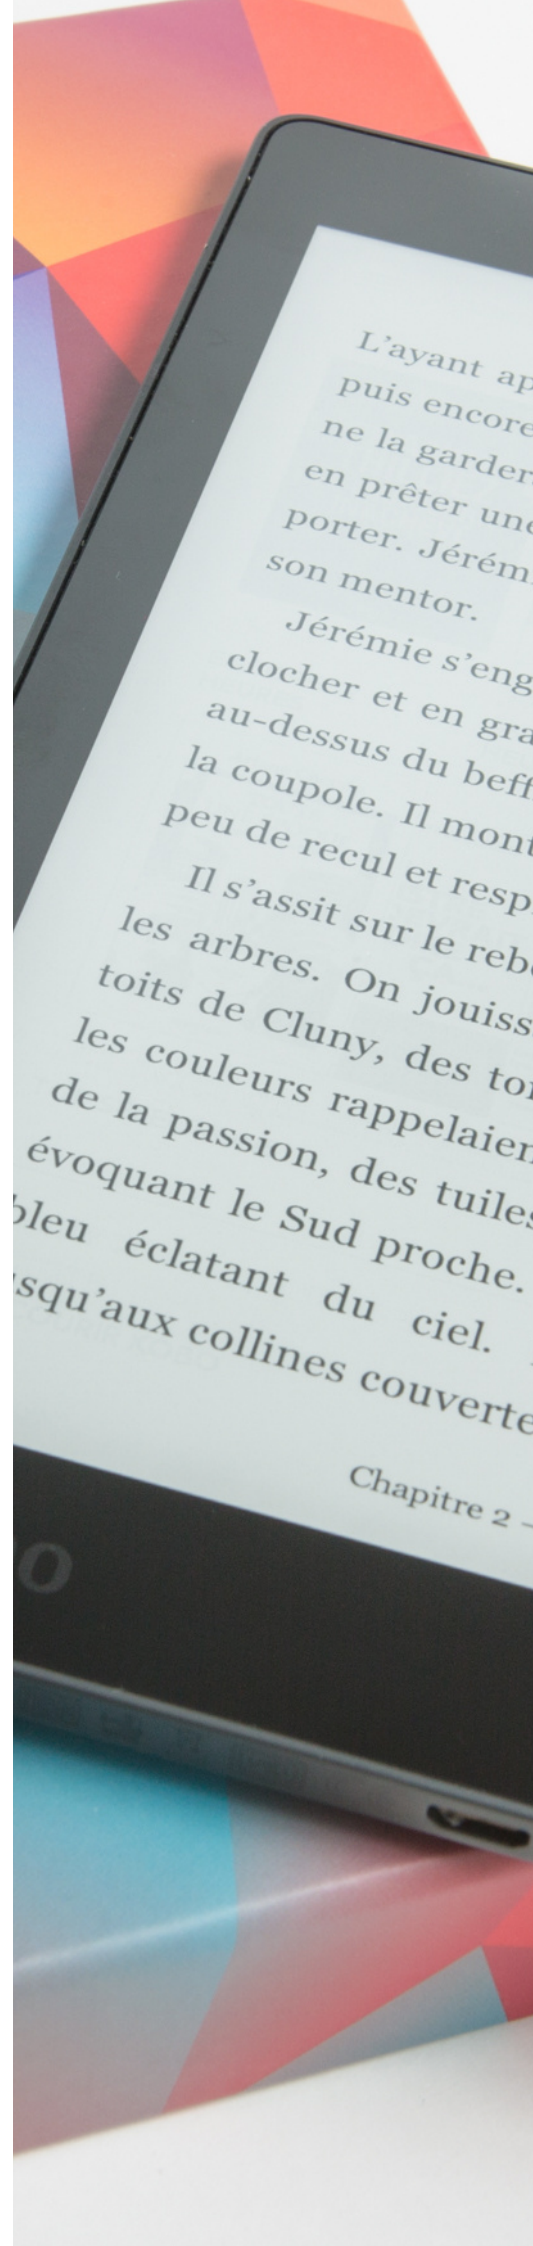 L'ayant ap
puis encore
ne la garder
en prêter une
porter. Jérém
son mentor.
Jérémie s'eng
clocher et en gra
au-dessus du beff
la coupole. Il mont
peu de recul et resp
Il s'assit sur le reb
les arbres. On jouiss
toits de Cluny, des to
les couleurs rappelaien
de la passion, des tuiles
évoquant le Sud proche.
bleu éclatant du ciel.
squ'aux collines couverte
Chapitre 2 –
bo